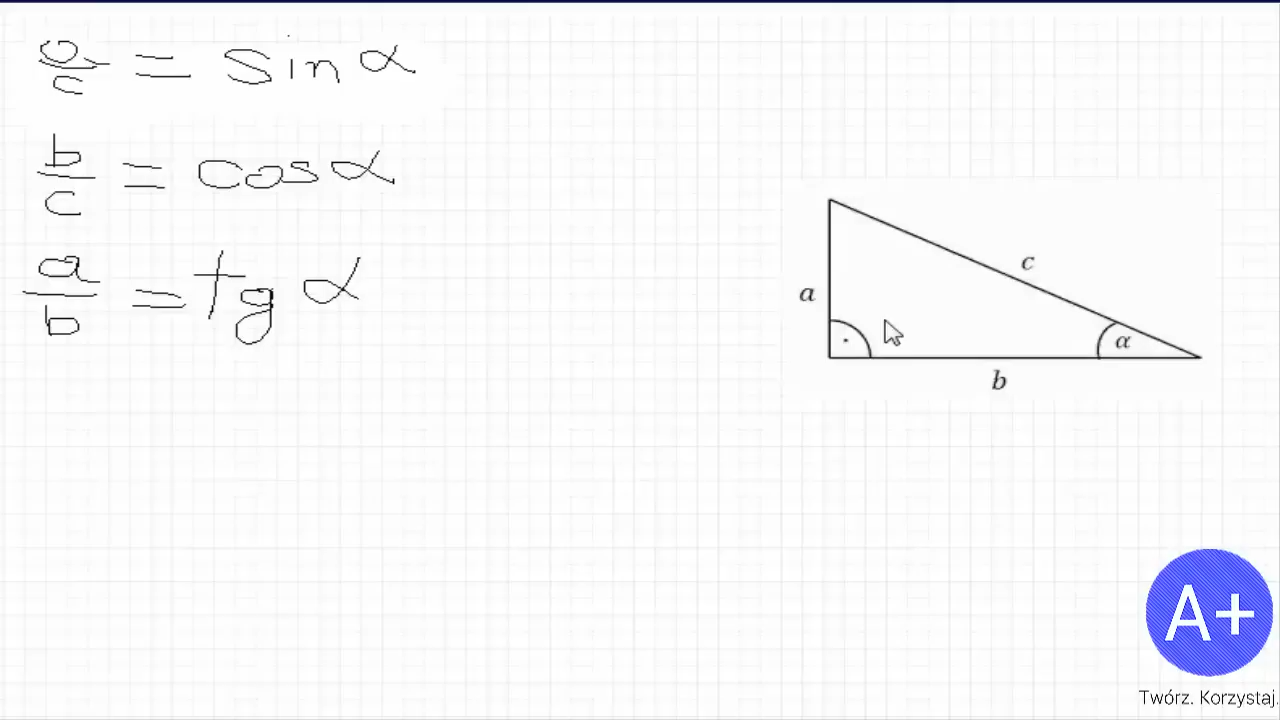 a/c = sin α
b/c = cos α
a/b = tg α
a
c
α
b
A+
Twórz. Korzystaj